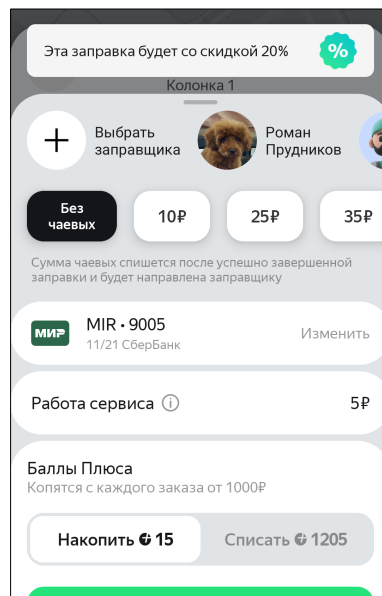 Эта заправка будет со скидкой 20%
%
Колонка 1
Выбрать
заправщика
Роман
Прудников
Без
чаевых
10₽
25₽
35₽
Сумма чаевых спишется после успешно завершенной
заправки и будет направлена заправщику
МИР
MIR • 9005
11/21 СберБанк
Изменить
Работа сервиса
5₽
Баллы Плюса
Копятся с каждого заказа от 1000₽
Накопить 15
Списать 1205